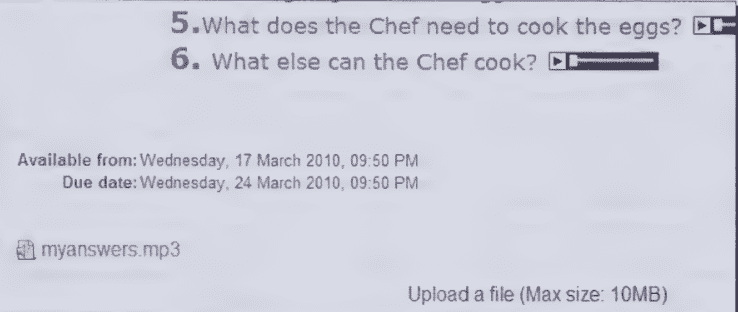 5.What does the Chef need to cook the eggs?
6. What else can the Chef cook?
Available from: Wednesday, 17 March 2010, 09:50 PM
Due date: Wednesday, 24 March 2010, 09:50 PM
myanswers.mp3
Upload a file (Max size: 10MB)